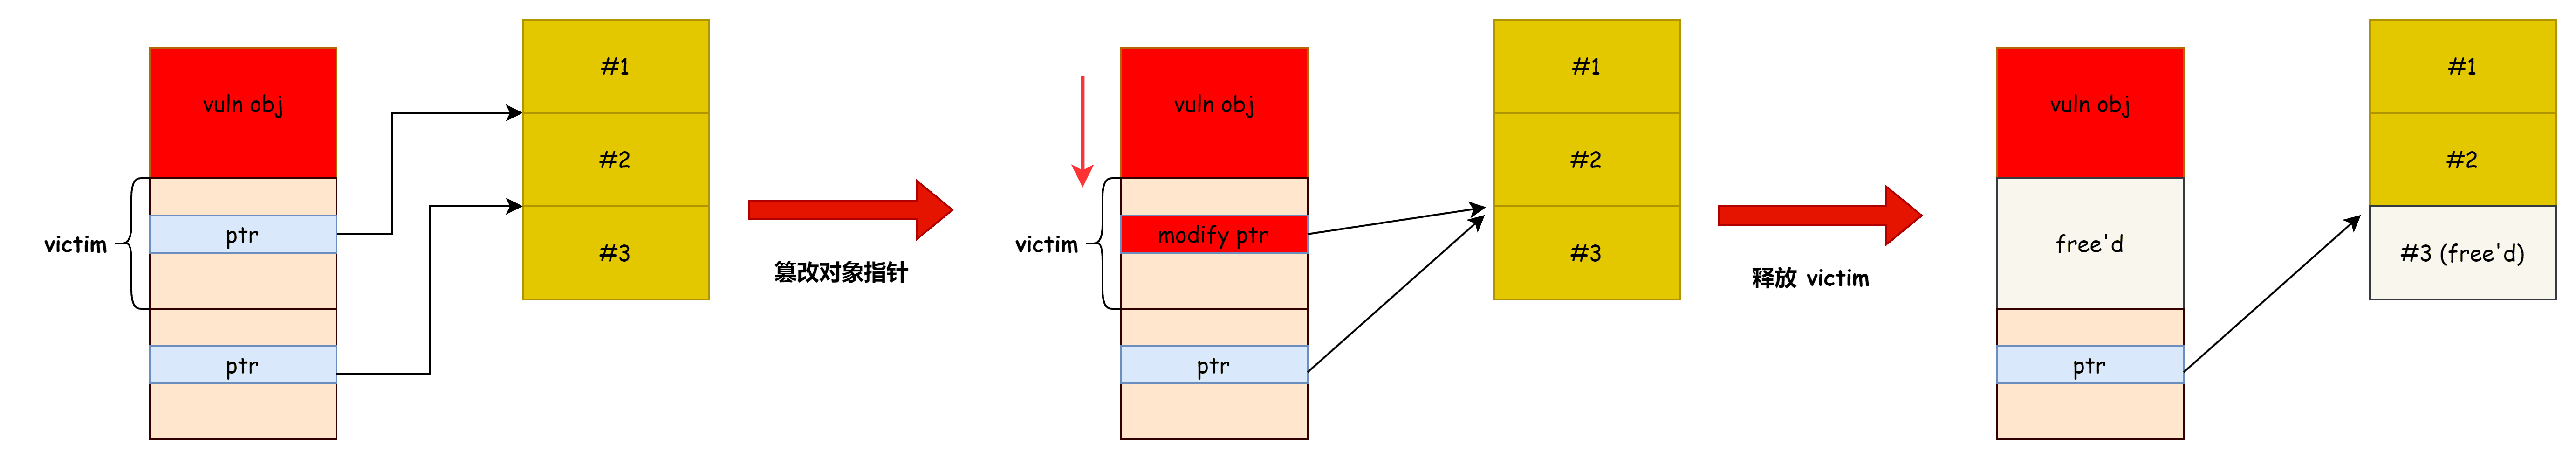 vuln obj
victim
ptr
ptr
#1
#2
#3
篡改对象指针
vuln obj
victim
modify ptr
ptr
#1
#2
#3
释放 victim
vuln obj
free'd
ptr
#1
#2
#3 (free'd)